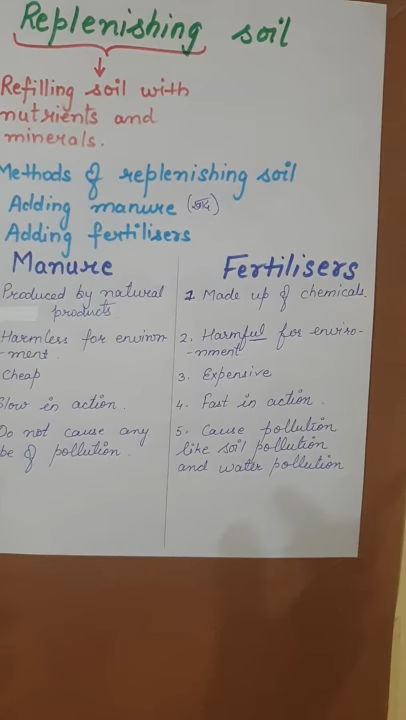 Replenishing soil
Refilling soil with
nutrients and
minerals.
Methods of replenishing soil
Adding manure
Adding fertilisers
Manure
Fertilisers
Produced by natural
products
Harmless for environ
-ment.
Cheap
Slow in action.
Do not cause any
be of pollution.
1. Made up of chemicals.
2. Harmful for enviro-
-nment
3. Expensive
4. Fast in action.
5. Cause pollution
like soil pollution
and water pollution